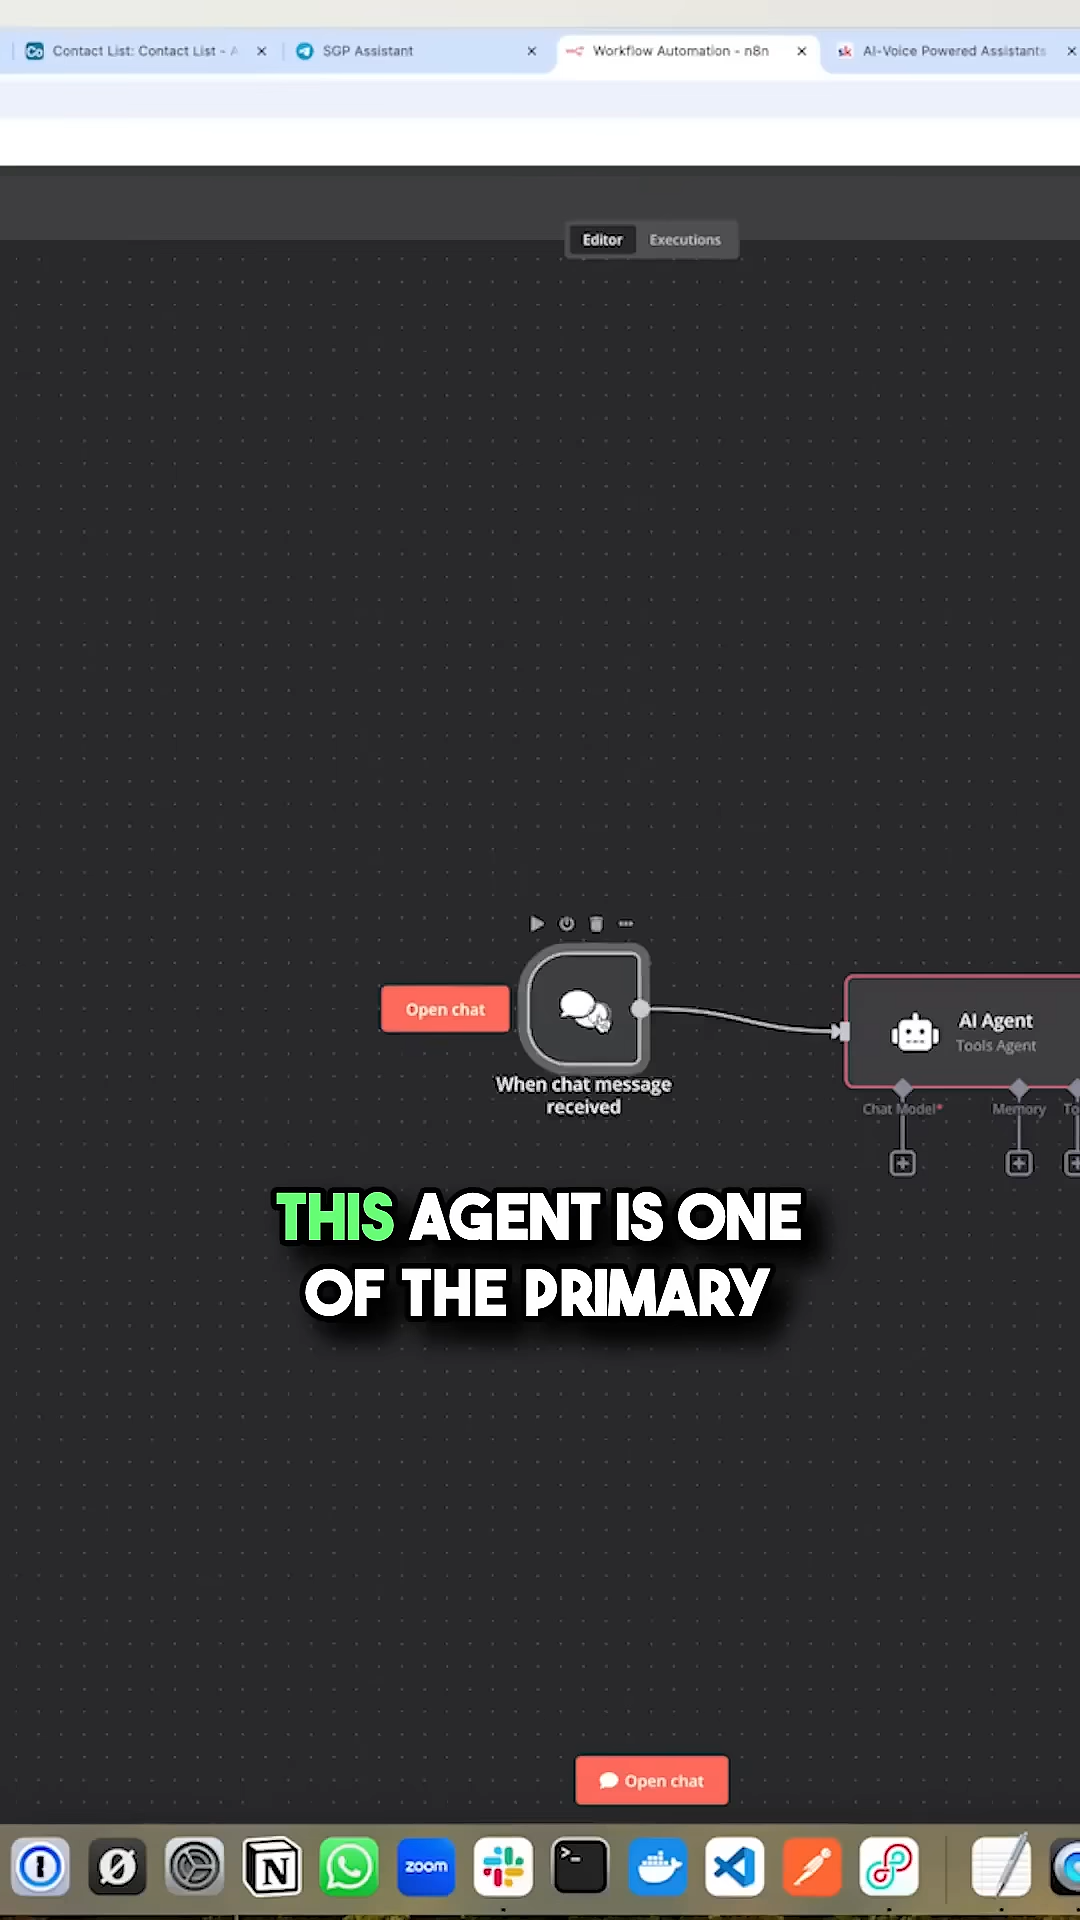 Contact List: Contact List - A
SGP Assistant
Workflow Automation - n8n
sk AI-Voice Powered Assistants
Editor Executions
Open chat
When chat message
received
AI Agent
Tools Agent
Chat Model*
Memory
To
THIS AGENT IS ONE
OF THE PRIMARY
Open chat
zoom